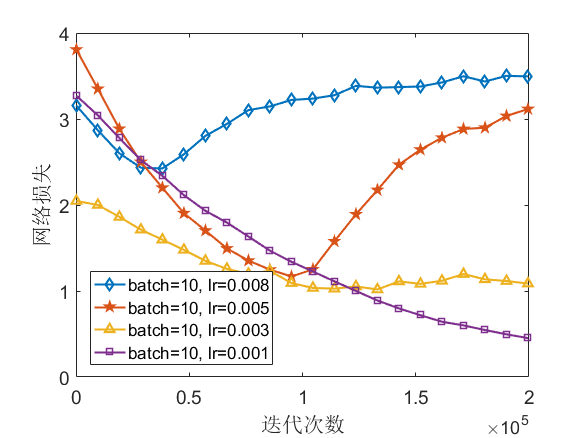 4
3
2
1
0
网络损失
batch=10, lr=0.008
batch=10, lr=0.005
batch=10, lr=0.003
batch=10, lr=0.001
0 0.5 1 1.5 2
迭代次数
×10^5